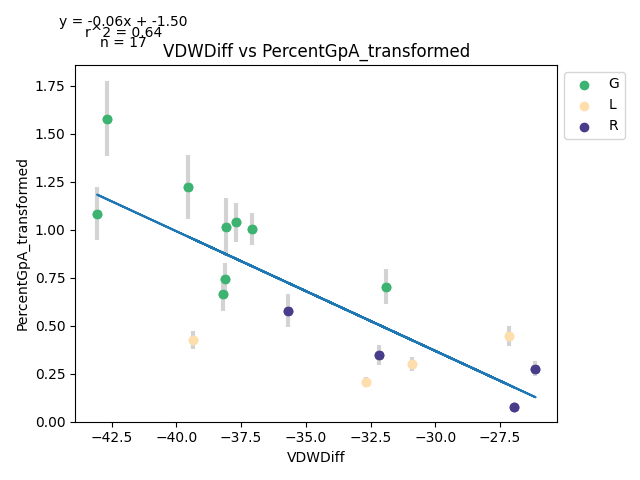 y = -0.06x + -1.50
r^2 = 0.64
n = 17
VDWDiff vs PercentGpA_transformed
G
L
R
PercentGpA_transformed
1.75
1.50
1.25
1.00
0.75
0.50
0.25
0.00
−42.5 −40.0 −37.5 −35.0 −32.5 −30.0 −27.5
VDWDiff